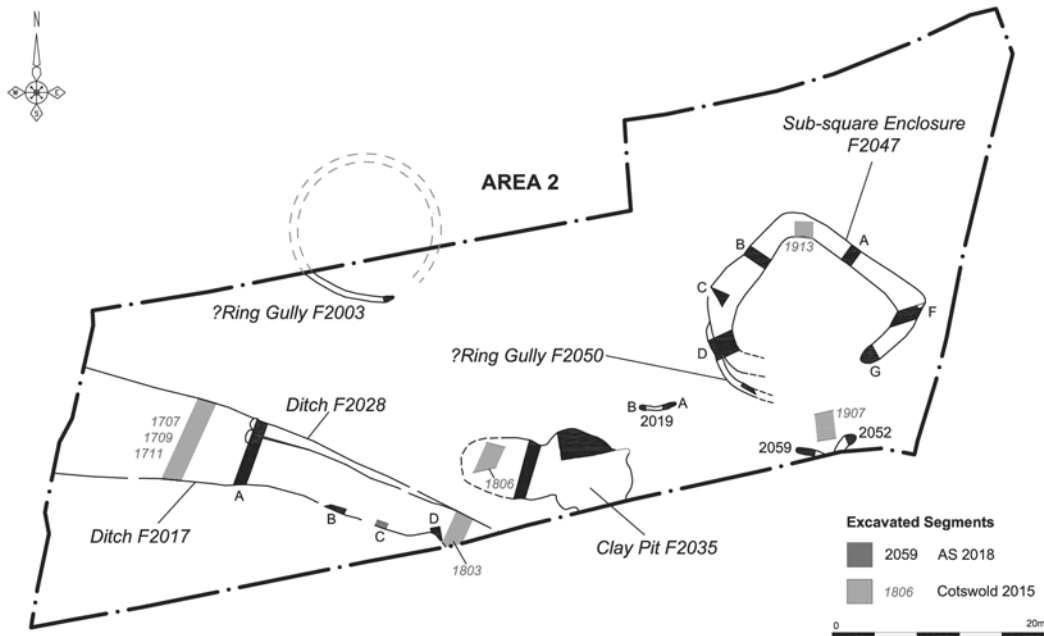 N
W
E
S
Sub-square Enclosure
F2047
AREA 2
B
1913
A
C
?Ring Gully F2003
F
D
G
?Ring Gully F2050
B
A
2019
Ditch F2028
1707
1709
1711
1907
2052
2059
1806
A
B
C
D
Ditch F2017
Clay Pit F2035
1803
Excavated Segments
2059 AS 2018
1806 Cotswold 2015
0
20m